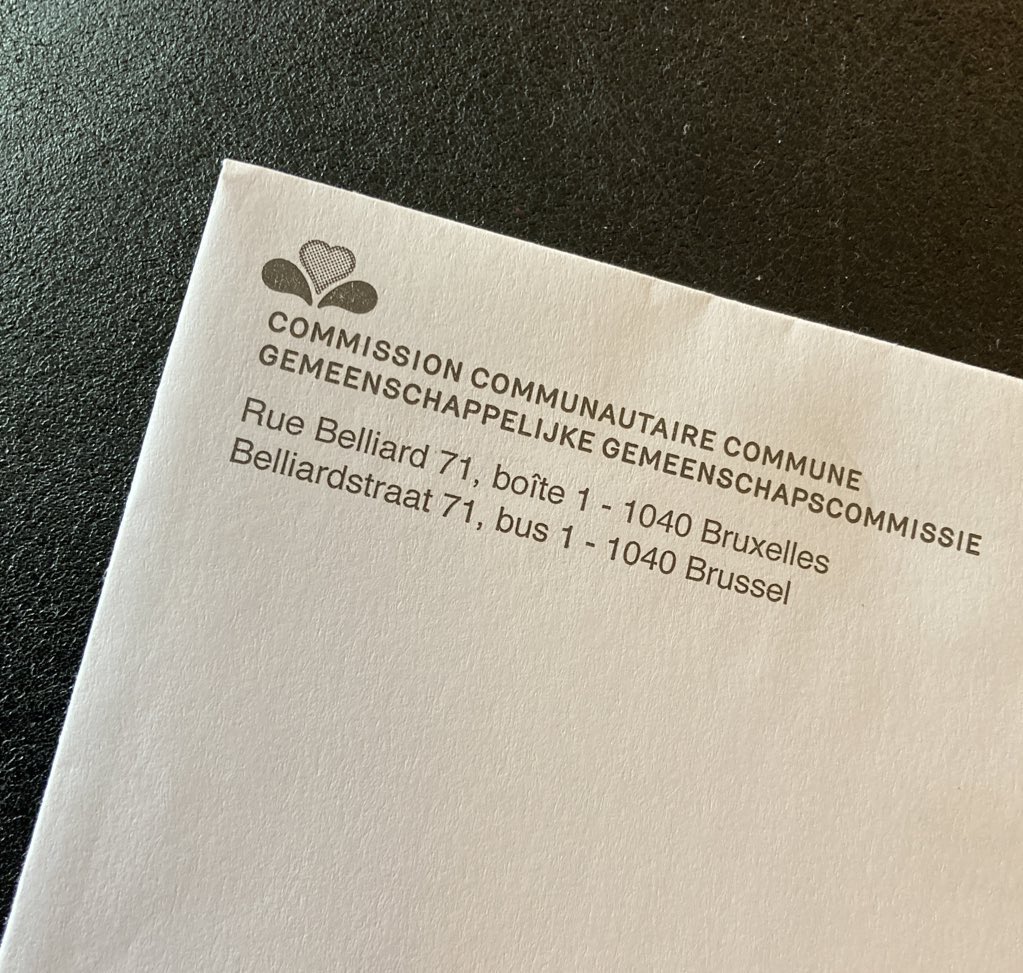 COMMISSION COMMUNAUTAIRE COMMUNE
GEMEENSCHAPPELIJKE GEMEENSCHAPSCOMMISSIE
Rue Belliard 71, boîte 1 - 1040 Bruxelles
Belliardstraat 71, bus 1 - 1040 Brussel